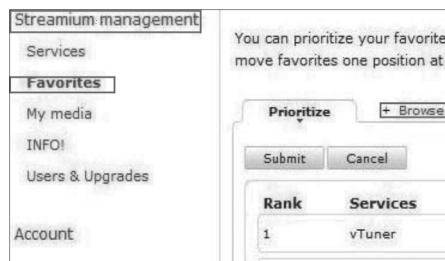 Streamium management
Services
Favorites
My media
INFO!
Users & Upgrades
Account
You can prioritize your favorite
move favorites one position at
Prioritize
+ Browse
Submit Cancel
Rank Services
1 vTuner